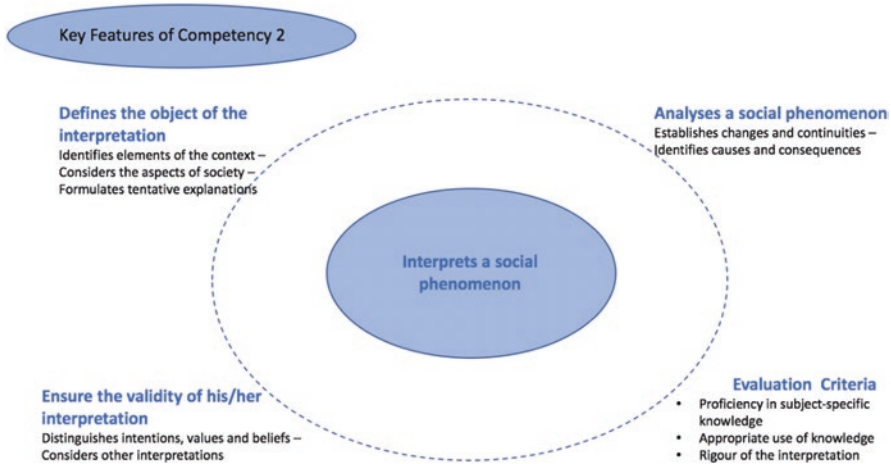 Key Features of Competency 2
Defines the object of the
interpretation
Identifies elements of the context –
Considers the aspects of society –
Formulates tentative explanations
Analyses a social phenomenon
Establishes changes and continuities –
Identifies causes and consequences
Interprets a social
phenomenon
Ensure the validity of his/her
interpretation
Distinguishes intentions, values and beliefs –
Considers other interpretations
Evaluation Criteria
• Proficiency in subject-specific
knowledge
• Appropriate use of knowledge
• Rigour of the interpretation